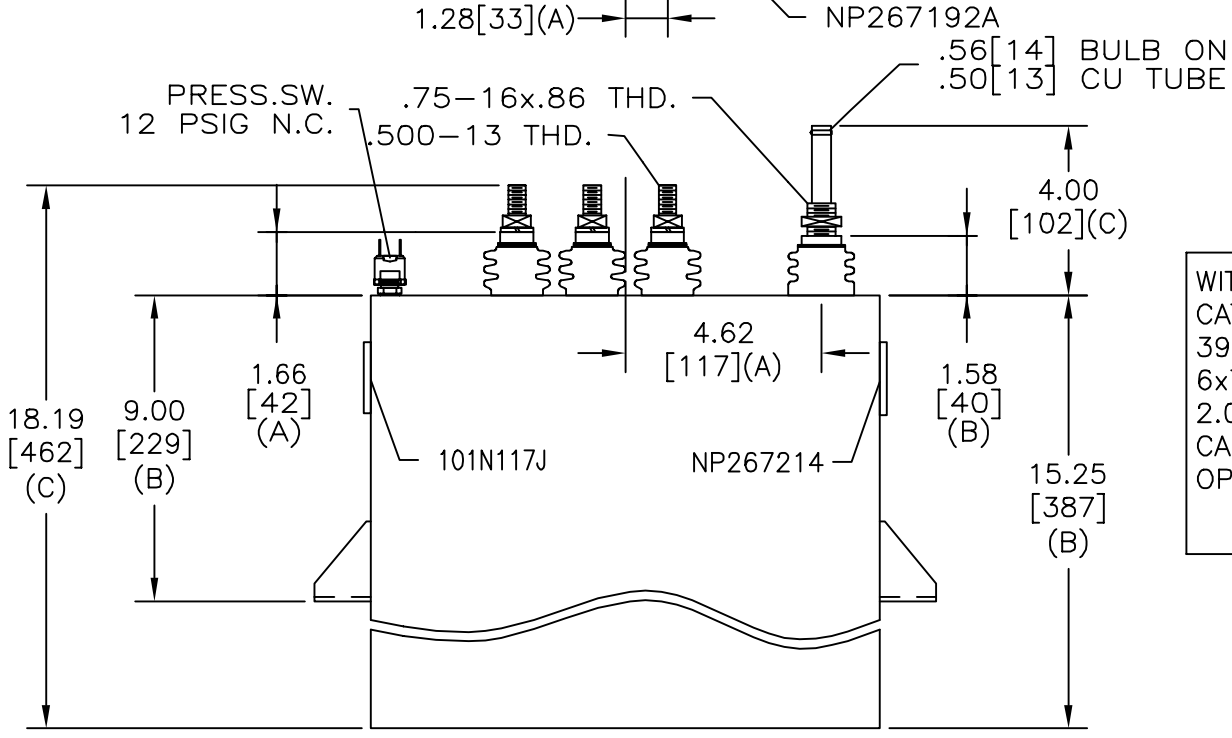 1.28[33](A)
NP267192A
.56[14] BULB ON
.50[13] CU TUBE
PRESS.SW.
12 PSIG N.C.
.75-16x.86 THD.
.500-13 THD.
4.00
[102](C)
4.62
[117](A)
1.66
[42]
(A)
1.58
[40]
(B)
18.19
[462]
(C)
9.00
[229]
(B)
101N117J
NP267214
15.25
[387]
(B)
WIT
39
2.0
OP